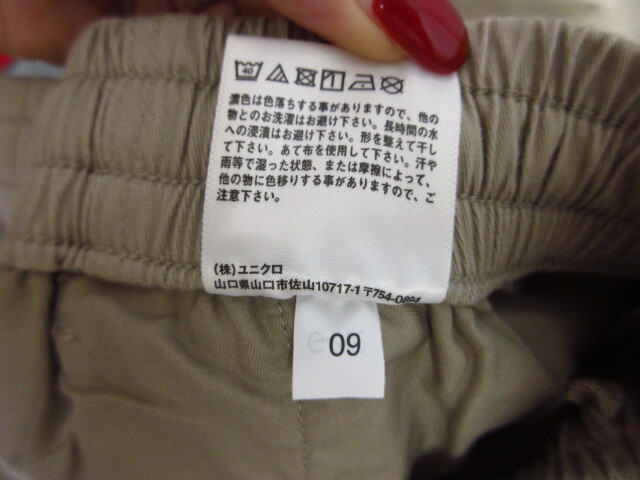 40
濃色は色落ちする事がありますので、他の
物とのお洗濯はお避け下さい。長時間の水
への浸漬はお避け下さい。形を整えて干し
て下さい。あて布を使用して下さい。汗や
雨等で湿った状態、または摩擦によって、
他の物に色移りする事がありますので、ご
注意下さい。
(株)ユニクロ
山口県山口市佐山10717-1〒754-0894
09